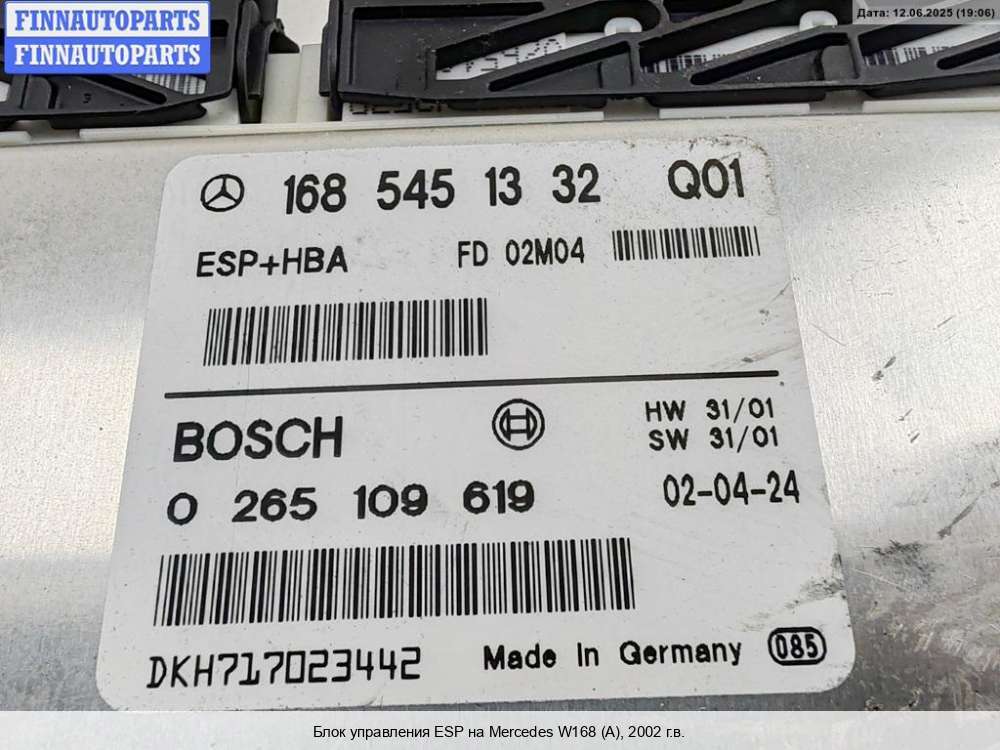 FINNAUTOPARTS
FINNAUTOPARTS
Дата: 12.06.2025 (19:06)
168 545 13 32 Q01
ESP+HBA FD 02M04
BOSCH
HW 31/01
SW 31/01
0 265 109 619 02-04-24
DKH717023442 Made In Germany 085
Блок управления ESP на Mercedes W168 (A), 2002 г.в.